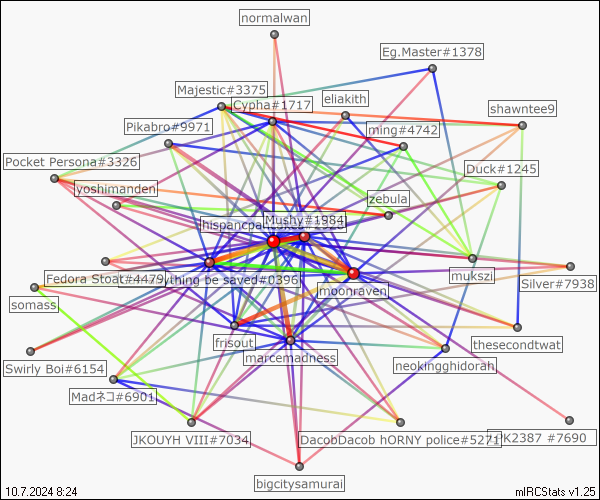 normalwan
Eg.Master#1378
Majestic#3375
eliakith
Cypha#1717
shawntee9
Pikabro#9971
ming#4742
Pocket Persona#3326
Duck#1245
yoshimanden
zebula
Mushy#1984
hispancpa
Fedora Stoat#4479
ything be saved#0396
mukszi
moonraven
Silver#7938
somass
frisout
thesecondtwat
marcemadness
Swirly Boi#6154
neokingghidorah
Madネコ#6901
JKOUYH VIII#7034
DacobDacob hORNY police#5271
PK2387 #7690
bigcitysamurai
10.7.2024 8:24
mIRCStats v1.25